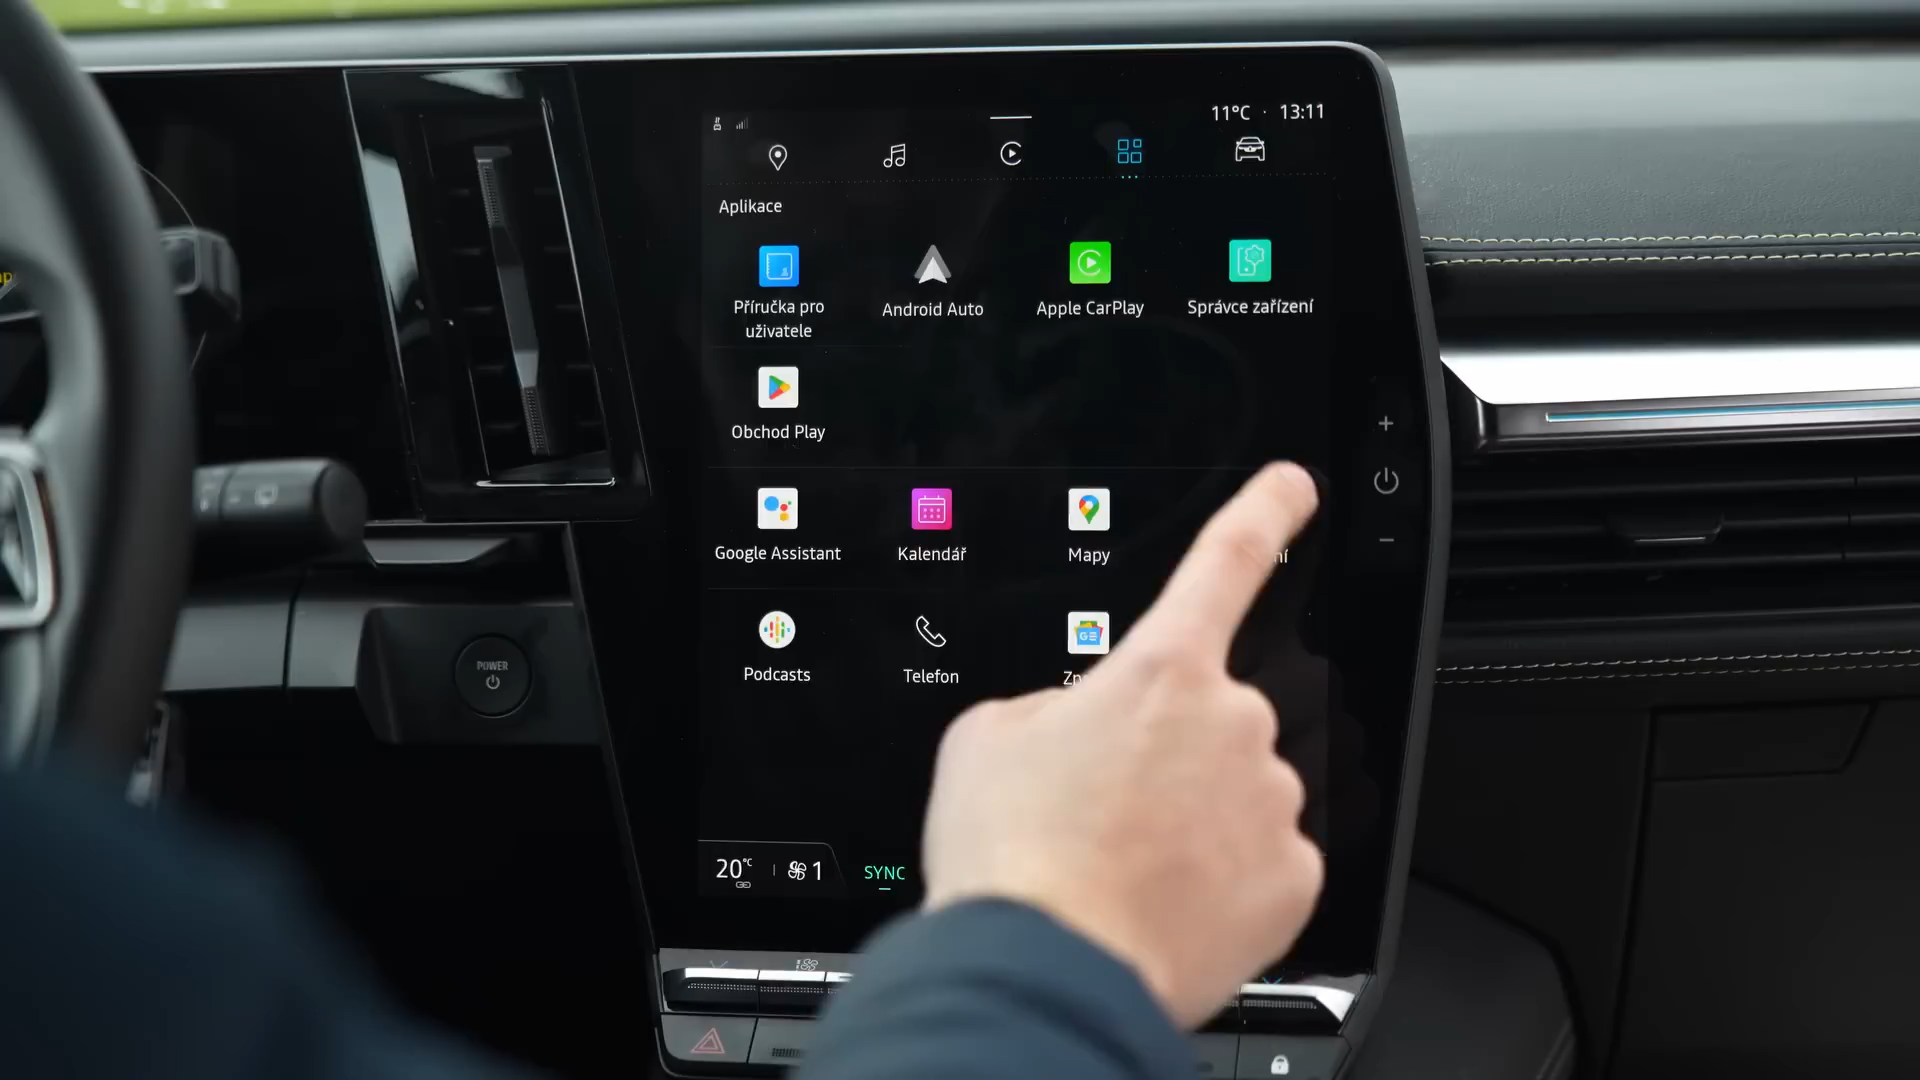 11°C · 13:11
Aplikace
Příručka pro
uživatele
Android Auto
Apple CarPlay
Správce zařízení
Obchod Play
Google Assistant
Kalendář
Mapy
Podcasts
Telefon
20°C
1
SYNC
POWER